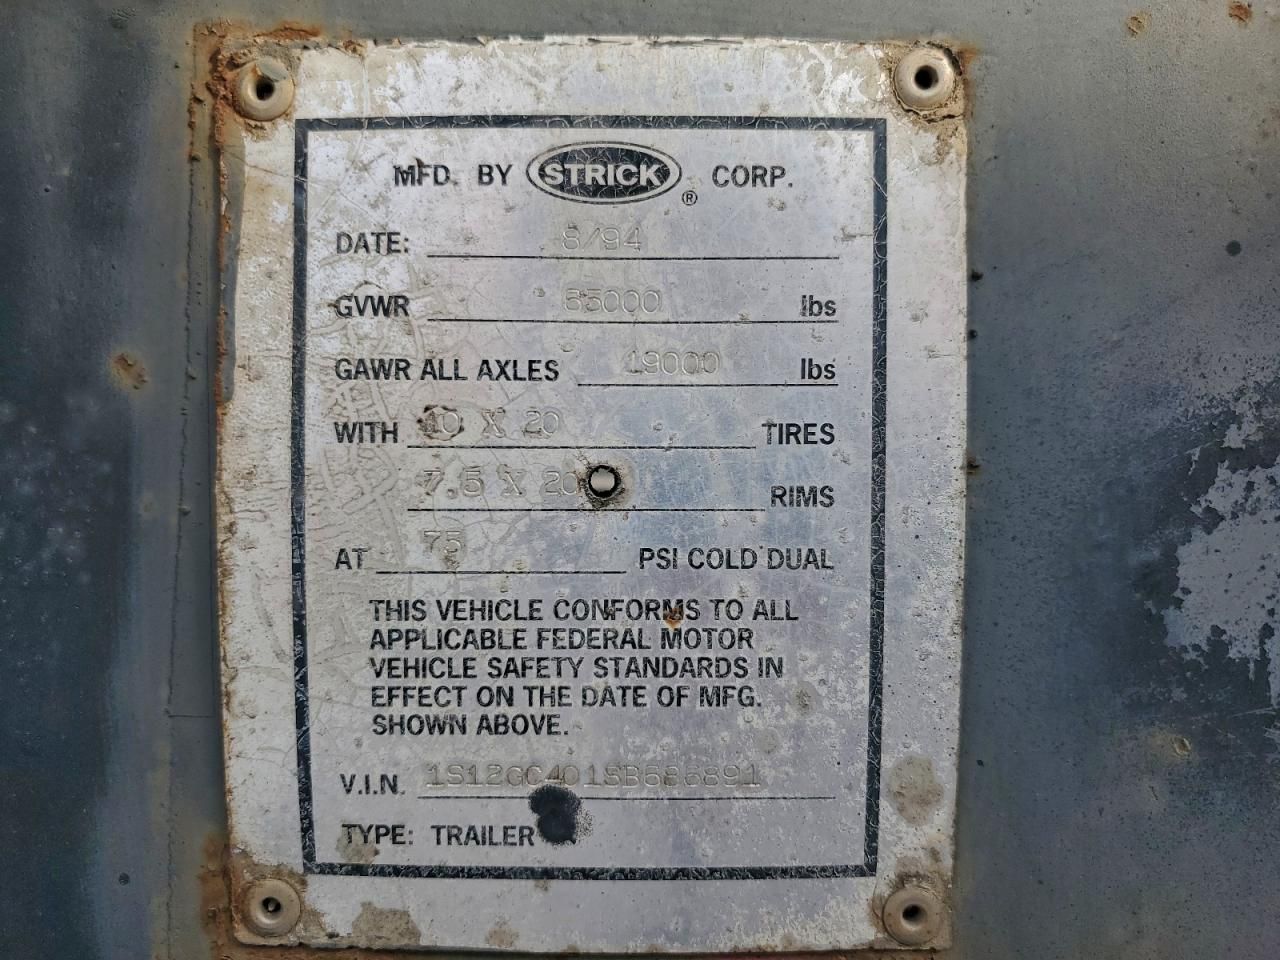 MFD. BY STRICK ® CORP.
DATE: 8/94
GVWR 65000 lbs
GAWR ALL AXLES 19000 lbs
WITH 10 X 20 TIRES
7.5 X 20 RIMS
AT 75 PSI COLD DUAL
THIS VEHICLE CONFORMS TO ALL
APPLICABLE FEDERAL MOTOR
VEHICLE SAFETY STANDARDS IN
EFFECT ON THE DATE OF MFG.
SHOWN ABOVE.
V.I.N. 1S12GC401SB686891
TYPE: TRAILER